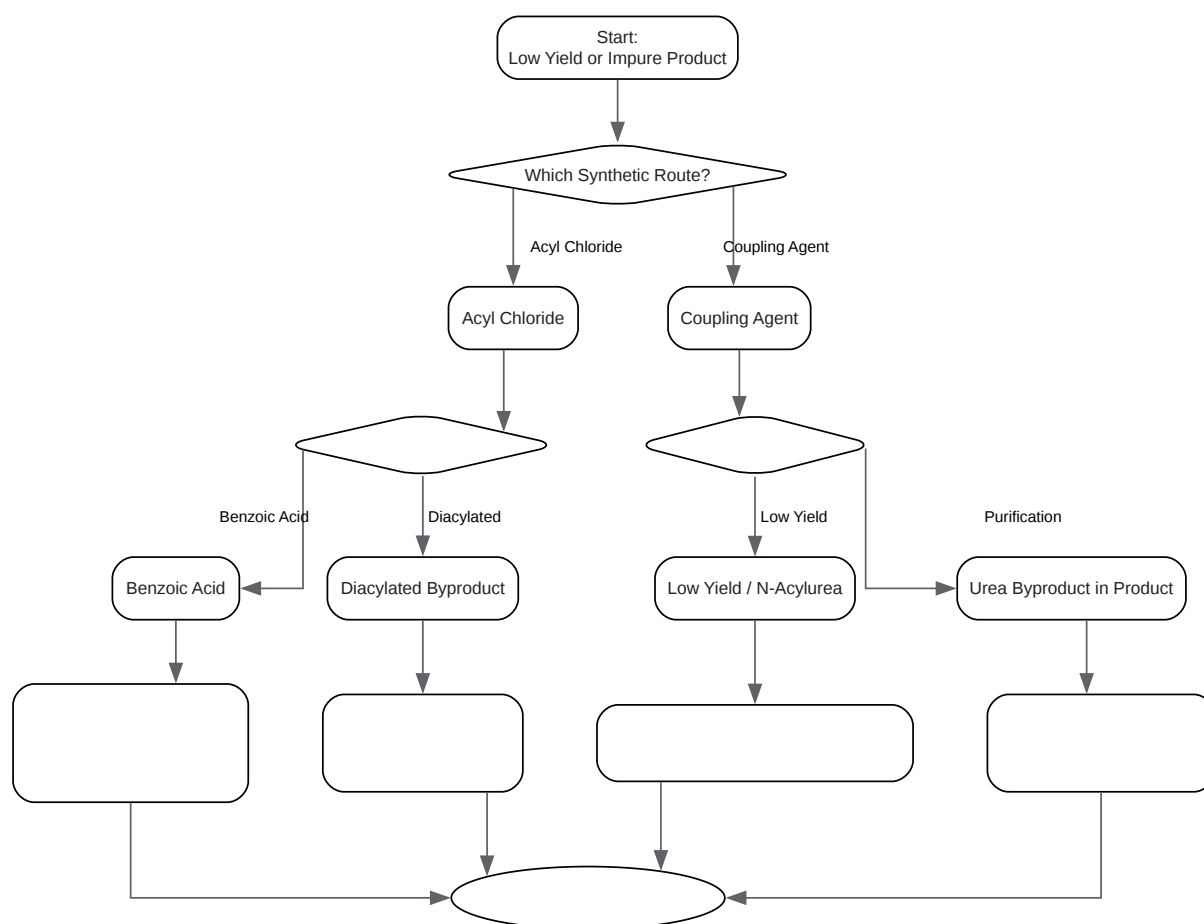 Start:
Low Yield or Impure Product
Which Synthetic Route?
Acyl Chloride
Coupling Agent
Acyl Chloride
Coupling Agent
Benzoic Acid
Diacylated
Low Yield
Purification
Benzoic Acid
Diacylated Byproduct
Low Yield / N-Acylurea
Urea Byproduct in Product